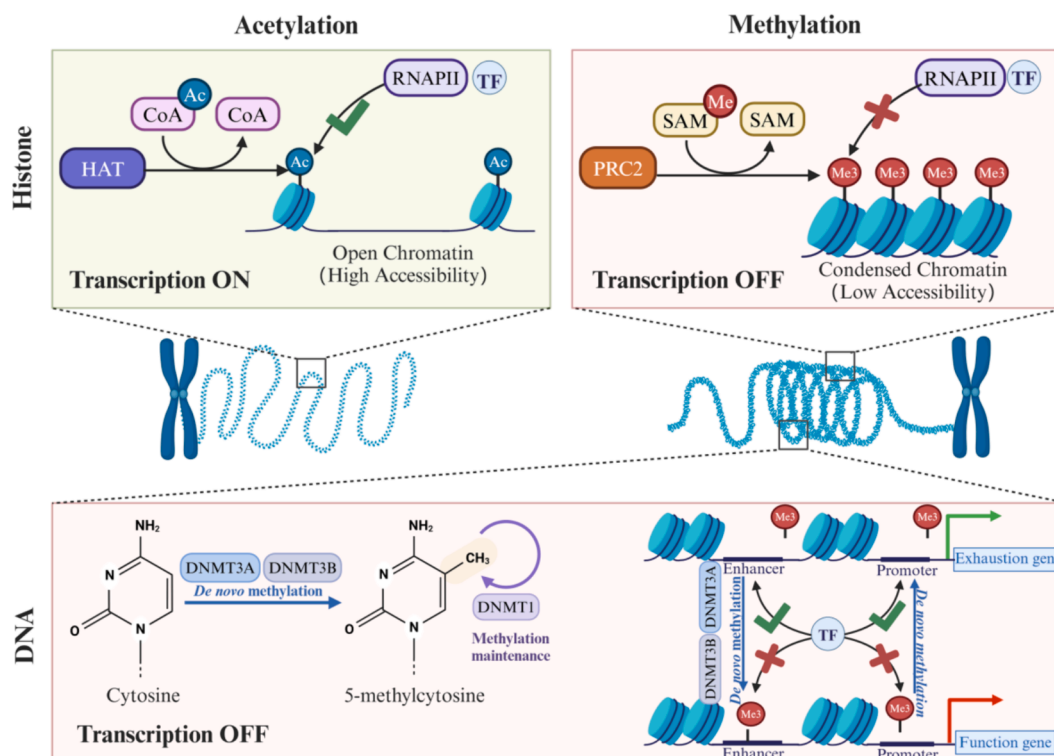 Acetylation
Methylation
Histone
Ac
CoA
CoA
RNAPII
TF
HAT
Ac
Ac
Open Chromatin
(High Accessibility)
Transcription ON
Me
SAM
SAM
RNAPII
TF
PRC2
Me3
Me3
Me3
Me3
Condensed Chromatin
(Low Accessibility)
Transcription OFF
DNA
NH₂
N
O
N
Cytosine
DNMT3A
DNMT3B
De novo methylation
NH₂
CH₃
N
O
N
5-methylcytosine
DNMT1
Methylation
maintenance
Transcription OFF
Me3
Me3
Enhancer
Promoter
Exhaustion gen
DNMT3A
DNMT3B
De novo methylation
TF
De novo methylation
Me3
Me3
Enhancer
Promoter
Function gene